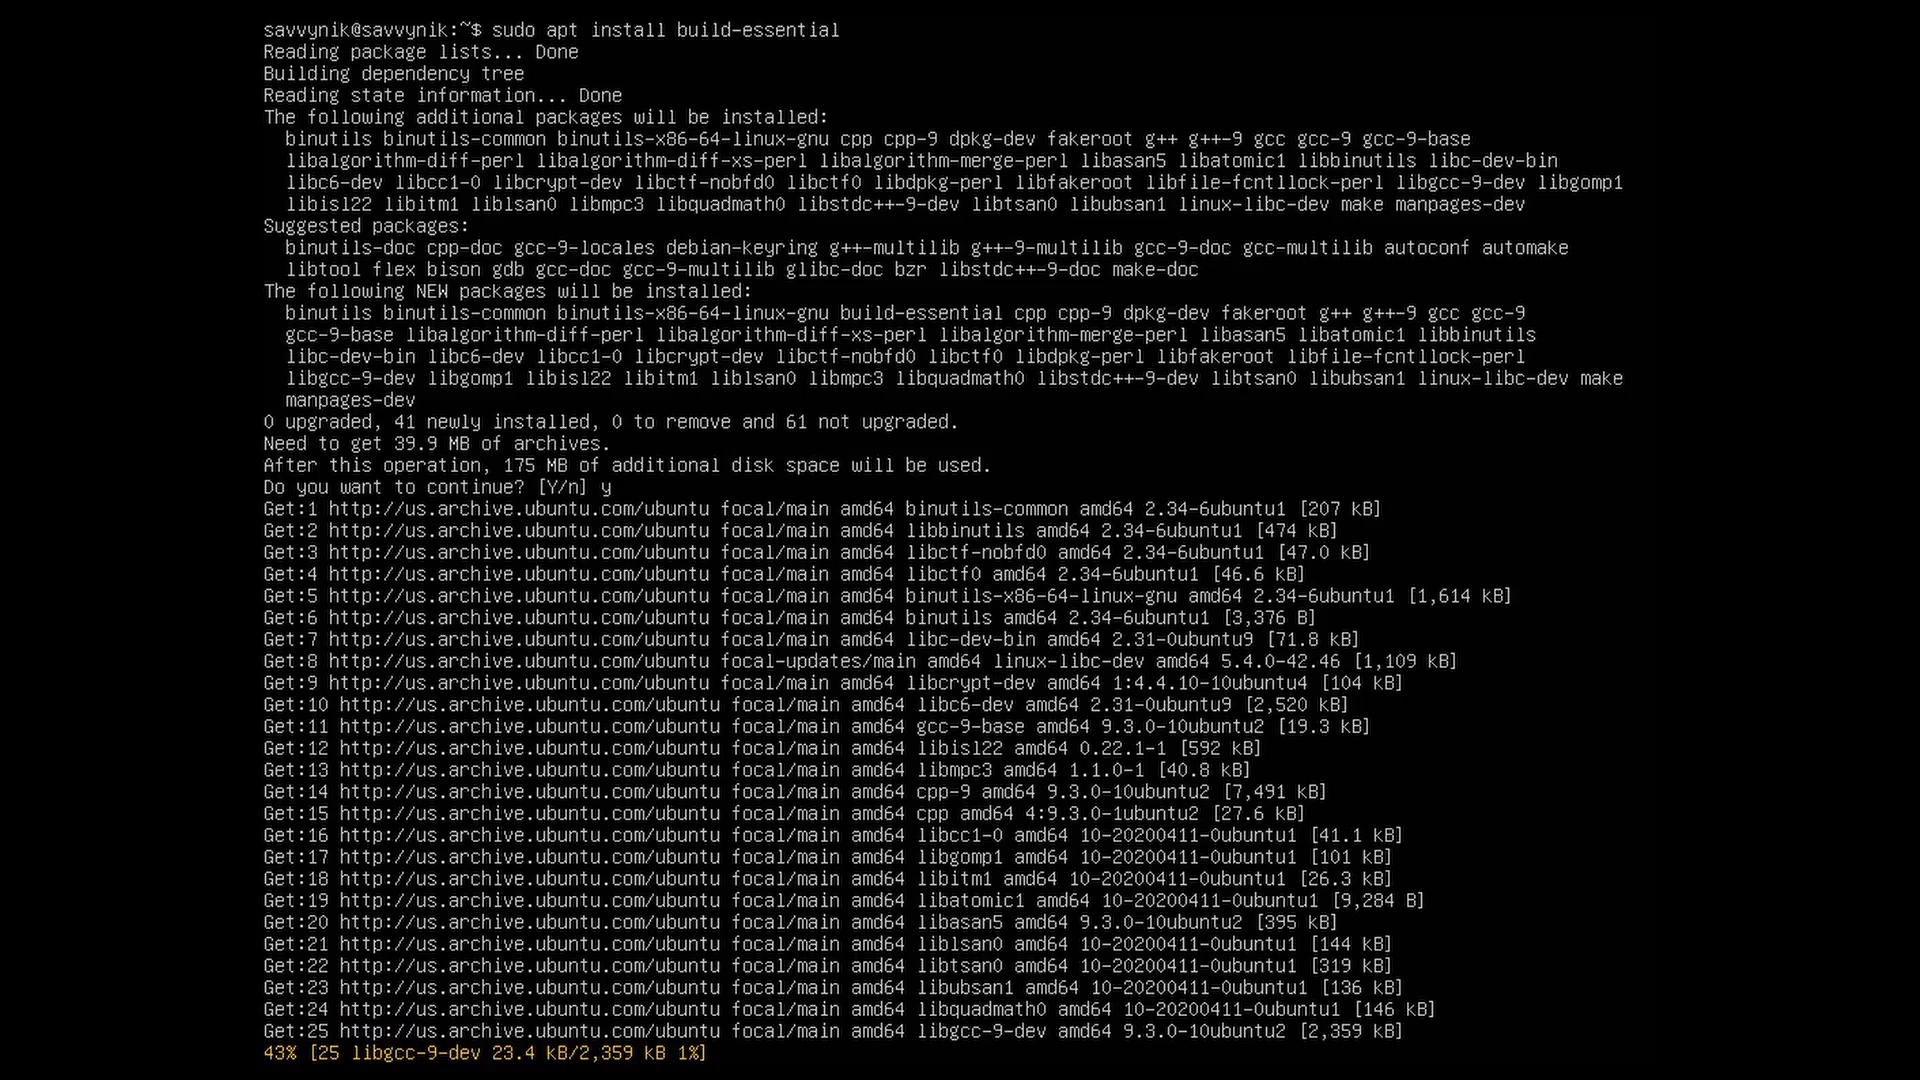 savvynik@savvynik:~$ sudo apt install build-essential
Reading package lists... Done
Building dependency tree
Reading state information... Done
The following additional packages will be installed:
  binutils binutils-common binutils-x86-64-linux-gnu cpp cpp-9 dpkg-dev fakeroot g++ g++-9 gcc gcc-9 gcc-9-base
  libalgorithm-diff-perl libalgorithm-diff-xs-perl libalgorithm-merge-perl libasan5 libatomic1 libbinutils libc-dev-bin
  libc6-dev libcc1-0 libcrypt-dev libctf-nobfd0 libctf0 libdpkg-perl libfakeroot libfile-fcntllock-perl libgcc-9-dev libgomp1
  libisl22 libitm1 liblsan0 libmpc3 libquadmath0 libstdc++-9-dev libtsan0 libubsan1 linux-libc-dev make manpages-dev
Suggested packages:
  binutils-doc cpp-doc gcc-9-locales debian-keyring g++-multilib g++-9-multilib gcc-9-doc gcc-multilib autoconf automake
  libtool flex bison gdb gcc-doc gcc-9-multilib glibc-doc bzr libstdc++-9-doc make-doc
The following NEW packages will be installed:
  binutils binutils-common binutils-x86-64-linux-gnu build-essential cpp cpp-9 dpkg-dev fakeroot g++ g++-9 gcc gcc-9
  gcc-9-base libalgorithm-diff-perl libalgorithm-diff-xs-perl libalgorithm-merge-perl libasan5 libatomic1 libbinutils
  libc-dev-bin libc6-dev libcc1-0 libcrypt-dev libctf-nobfd0 libctf0 libdpkg-perl libfakeroot libfile-fcntllock-perl
  libgcc-9-dev libgomp1 libisl22 libitm1 liblsan0 libmpc3 libquadmath0 libstdc++-9-dev libtsan0 libubsan1 linux-libc-dev make
  manpages-dev
0 upgraded, 41 newly installed, 0 to remove and 61 not upgraded.
Need to get 39.9 MB of archives.
After this operation, 175 MB of additional disk space will be used.
Do you want to continue? [Y/n] y
Get:1 http://us.archive.ubuntu.com/ubuntu focal/main amd64 binutils-common amd64 2.34-6ubuntu1 [207 kB]
Get:2 http://us.archive.ubuntu.com/ubuntu focal/main amd64 libbinutils amd64 2.34-6ubuntu1 [474 kB]
Get:3 http://us.archive.ubuntu.com/ubuntu focal/main amd64 libctf-nobfd0 amd64 2.34-6ubuntu1 [47.0 kB]
Get:4 http://us.archive.ubuntu.com/ubuntu focal/main amd64 libctf0 amd64 2.34-6ubuntu1 [46.6 kB]
Get:5 http://us.archive.ubuntu.com/ubuntu focal/main amd64 binutils-x86-64-linux-gnu amd64 2.34-6ubuntu1 [1,614 kB]
Get:6 http://us.archive.ubuntu.com/ubuntu focal/main amd64 binutils amd64 2.34-6ubuntu1 [3,376 B]
Get:7 http://us.archive.ubuntu.com/ubuntu focal/main amd64 libc-dev-bin amd64 2.31-0ubuntu9 [71.8 kB]
Get:8 http://us.archive.ubuntu.com/ubuntu focal-updates/main amd64 linux-libc-dev amd64 5.4.0-42.46 [1,109 kB]
Get:9 http://us.archive.ubuntu.com/ubuntu focal/main amd64 libcrypt-dev amd64 1:4.4.10-10ubuntu4 [104 kB]
Get:10 http://us.archive.ubuntu.com/ubuntu focal/main amd64 libc6-dev amd64 2.31-0ubuntu9 [2,520 kB]
Get:11 http://us.archive.ubuntu.com/ubuntu focal/main amd64 gcc-9-base amd64 9.3.0-10ubuntu2 [19.3 kB]
Get:12 http://us.archive.ubuntu.com/ubuntu focal/main amd64 libisl22 amd64 0.22.1-1 [592 kB]
Get:13 http://us.archive.ubuntu.com/ubuntu focal/main amd64 libmpc3 amd64 1.1.0-1 [40.8 kB]
Get:14 http://us.archive.ubuntu.com/ubuntu focal/main amd64 cpp-9 amd64 9.3.0-10ubuntu2 [7,491 kB]
Get:15 http://us.archive.ubuntu.com/ubuntu focal/main amd64 cpp amd64 4:9.3.0-1ubuntu2 [27.6 kB]
Get:16 http://us.archive.ubuntu.com/ubuntu focal/main amd64 libcc1-0 amd64 10-20200411-0ubuntu1 [41.1 kB]
Get:17 http://us.archive.ubuntu.com/ubuntu focal/main amd64 libgomp1 amd64 10-20200411-0ubuntu1 [101 kB]
Get:18 http://us.archive.ubuntu.com/ubuntu focal/main amd64 libitm1 amd64 10-20200411-0ubuntu1 [26.3 kB]
Get:19 http://us.archive.ubuntu.com/ubuntu focal/main amd64 libatomic1 amd64 10-20200411-0ubuntu1 [9,284 B]
Get:20 http://us.archive.ubuntu.com/ubuntu focal/main amd64 libasan5 amd64 9.3.0-10ubuntu2 [395 kB]
Get:21 http://us.archive.ubuntu.com/ubuntu focal/main amd64 liblsan0 amd64 10-20200411-0ubuntu1 [144 kB]
Get:22 http://us.archive.ubuntu.com/ubuntu focal/main amd64 libtsan0 amd64 10-20200411-0ubuntu1 [319 kB]
Get:23 http://us.archive.ubuntu.com/ubuntu focal/main amd64 libubsan1 amd64 10-20200411-0ubuntu1 [136 kB]
Get:24 http://us.archive.ubuntu.com/ubuntu focal/main amd64 libquadmath0 amd64 10-20200411-0ubuntu1 [146 kB]
Get:25 http://us.archive.ubuntu.com/ubuntu focal/main amd64 libgcc-9-dev amd64 9.3.0-10ubuntu2 [2,359 kB]
43% [25 libgcc-9-dev 23.4 kB/2,359 kB 1%]